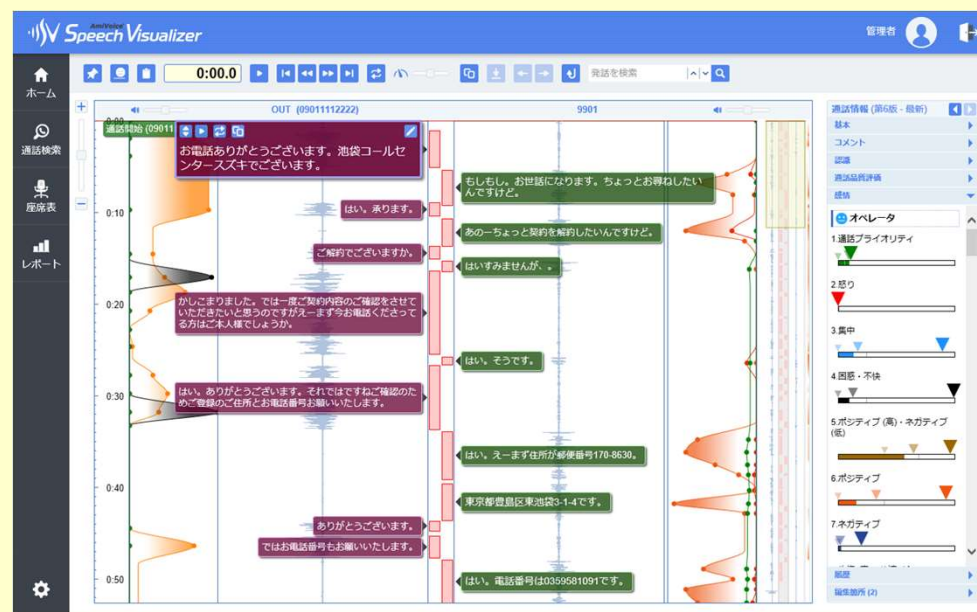 AmiVoice
Speech Visualizer
管理者
ホーム
通話検索
座席表
レポート
0:00.0
発話を検索
OUT (09011112222)
9901
0:00
通話開始 (09011
お電話ありがとうございます。池袋コールセ
ンタースズキでございます。
もしもし。お世話になります。ちょっとお尋ねしたい
んですけど。
0:10
はい。承ります。
あのーちょっと契約を解約したいんですけど。
ご解約でございますか。
はいすみませんが、。
0:20
かしこまりました。では一度ご契約内容のご確認をさせて
いただきたいと思うのですがえーまず今お電話くださって
る方はご本人様でしょうか。
はい。そうです。
0:30
はい。ありがとうございます。それではですねご確認のた
めご登録のご住所とお電話番号お願いいたします。
はい。えーまず住所が郵便番号170-8630。
0:40
東京都豊島区東池袋3-1-4です。
ありがとうございます。
ではお電話番号もお願いいたします。
0:50
はい。電話番号は0359581091です。
通話情報 (第6版 - 最新)
基本
コメント
認識
通話品質評価
感情
オペレータ
1.通話プライオリティ
2.怒り
3.集中
4.困惑・不快
5.ポジティブ (高)・ネガティブ
(低)
6.ポジティブ
7.ネガティブ
履歴
編集箇所 (2)